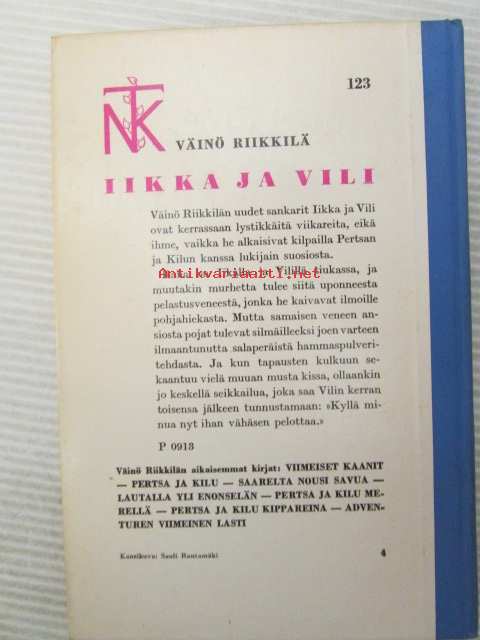 NTK
123
VÄINÖ RIIKKILÄ
IIKKA JA VILI
Väinö Riikkilän uudet sankarit Iikka ja Vili
ovat kerrassaan lystikkäitä viikareita, eikä
ihme, vaikka he alkaisivat kilpailla Pertsan
ja Kilun kanssa lukijain suosiosta.
on Iikalla ja Vilillä tiukassa, ja
Antikvariaatti.net
muutakin murhetta tulee siitä uponneesta
pelastusveneestä, jonka he kaivavat ilmoille
pohjahiekasta. Mutta samaisen veneen an-
siosta pojat tulevat silmäilleeksi joen varteen
ilmaantunutta salaperäistä hammaspulveri-
tehdasta. Ja kun tapausten kulkuun se-
kaantuu vielä muuan musta kissa, ollaankin
jo keskellä seikkailua, joka saa Vilin kerran
toisensa jälkeen tunnustamaan: »Kyllä mi-
nua nyt ihan vähäsen pelottaa.»
P 0913
Väinö Riikkilän aikaisemmat kirjat: VIIMEISET KAANIT
— PERTSA JA KILU — SAARELTA NOUSI SAVUA —
LAUTALLA YLI ENONSELÄN — PERTSA JA KILU ME-
RELLÄ — PERTSA JA KILU KIPPAREINA — ADVEN-
TUREN VIIMEINEN LASTI
Kansikuva: Sauli Rantamäki
4